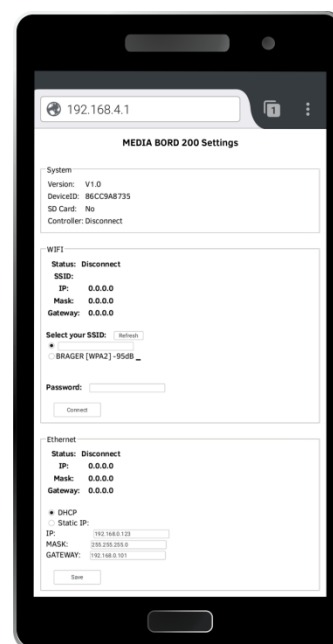 192.168.4.1
1
MEDIA BORD 200 Settings
System
Version: V1.0
DeviceID: 86CC9A8735
SD Card: No
Controller: Disconnect
WIFI
Status: Disconnect
SSID:
IP: 0.0.0.0
Mask: 0.0.0.0
Gateway: 0.0.0.0
Select your SSID: Refresh
BRAGER [WPA2] -95dB
Password:
Connect
Ethernet
Status: Disconnect
IP: 0.0.0.0
Mask: 0.0.0.0
Gateway: 0.0.0.0
DHCP
Static IP:
IP: 192.168.0.123
MASK: 255.255.255.0
GATEWAY: 192.168.0.101
Save